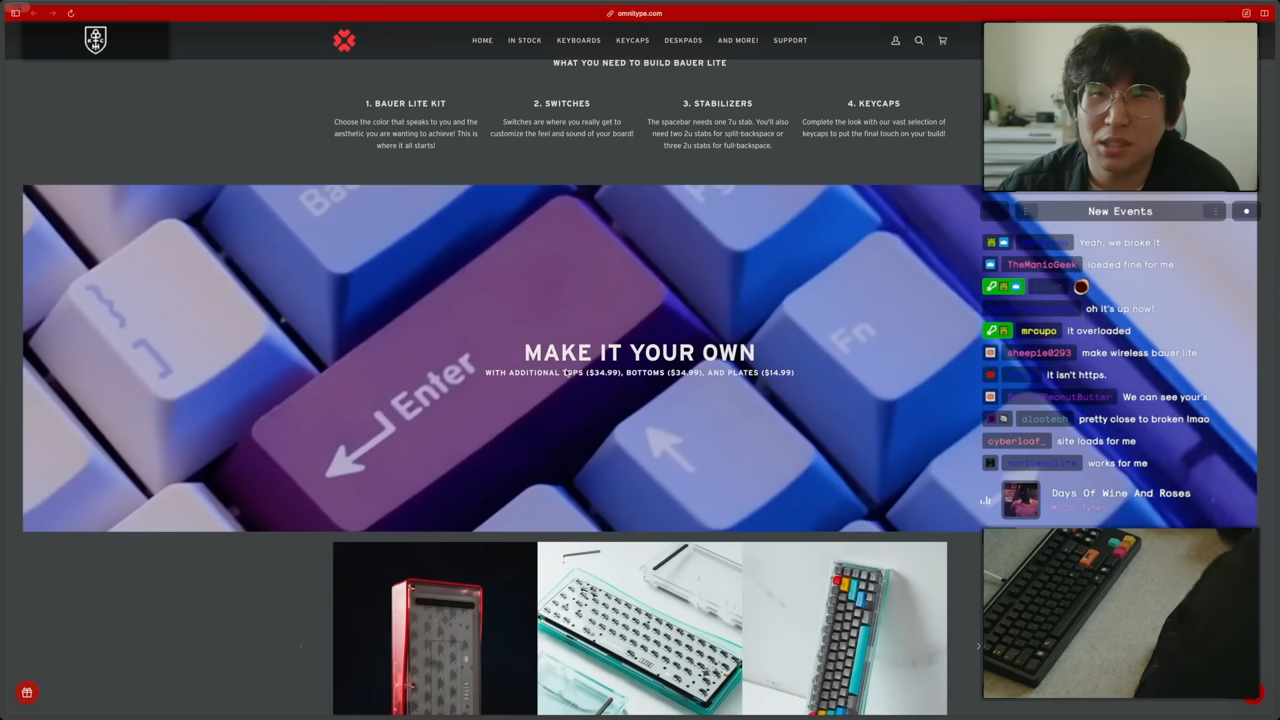 omnitype.com
HOME IN STOCK KEYBOARDS KEYCAPS DESKPADS AND MORE! SUPPORT
WHAT YOU NEED TO BUILD BAUER LITE
1. BAUER LITE KIT
Choose the color that speaks to you and the
aesthetic you are wanting to achieve! This is
where it all starts!
2. SWITCHES
Switches are where you really get to
customize the feel and sound of your board!
3. STABILIZERS
The spacebar needs one 7u stab. You'll also
need two 2u stabs for split-backspace or
three 2u stabs for full-backspace.
4. KEYCAPS
Complete the look with our vast selection of
keycaps to put the final touch on your build!
Enter
Fn
MAKE IT YOUR OWN
WITH ADDITIONAL TOPS ($34.99), BOTTOMS ($34.99), AND PLATES ($14.99)
New Events
Yeah, we broke it
TheManicGeek loeded fine for me
oh it's up now!
mrcupo it overloaded
sheepie0293 make wireless bauer lite
it isn't https.
PeanutButter We can see your's
alootech pretty close to broken lmao
cyberloaf_ site loads for me
works for me
Days Of Wine And Roses
McCoy Tyner